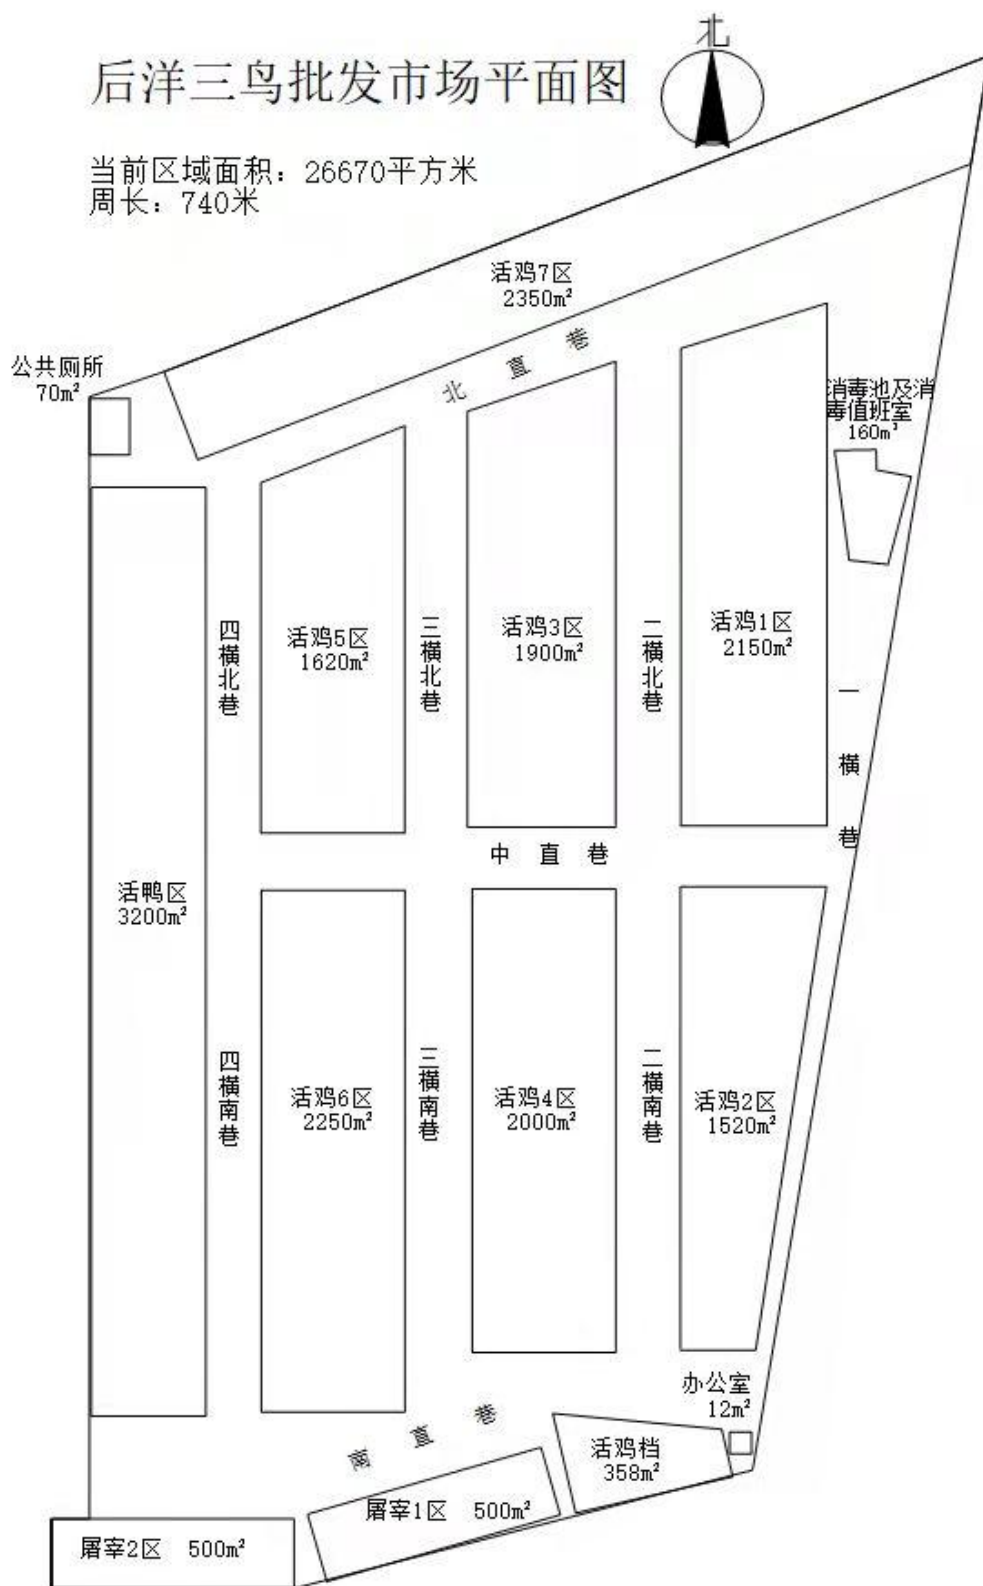 北
后洋三鸟批发市场平面图
当前区域面积：26670平方米
周长：740米
活鸡7区
2350m²
北直巷
公共厕所
70m²
消毒池及消
毒值班室
160m²
四横北巷
活鸡5区
1620m²
三横北巷
活鸡3区
1900m²
二横北巷
活鸡1区
2150m²
一横巷
中直巷
活鸭区
3200m²
四横南巷
活鸡6区
2250m²
三横南巷
活鸡4区
2000m²
二横南巷
活鸡2区
1520m²
办公室
12m²
南直巷
活鸡档
358m²
屠宰1区 500m²
屠宰2区 500m²